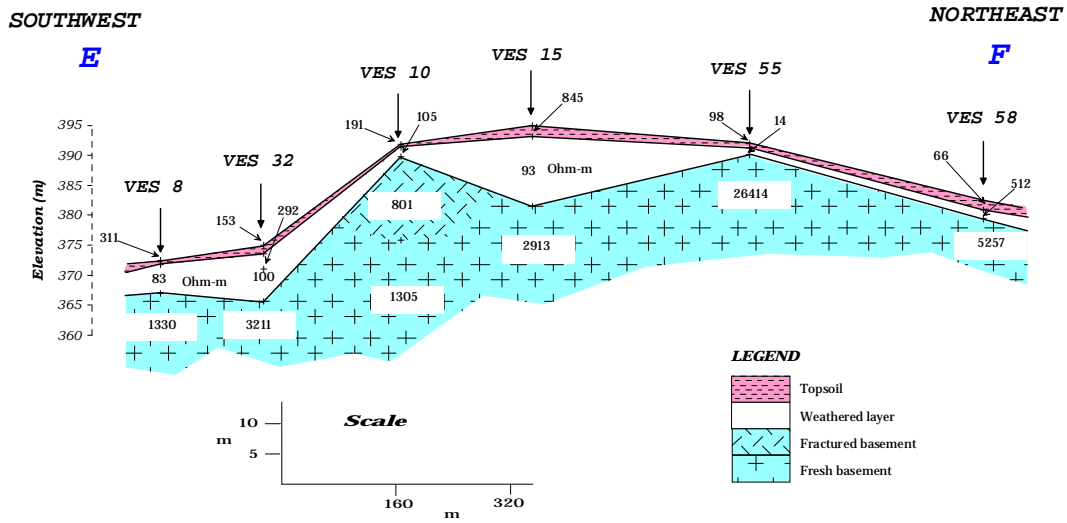 SOUTHWEST
NORTHEAST
E
F
VES 8
VES 32
VES 10
VES 15
VES 55
VES 58
Elevation (m)
395
390
385
380
375
370
365
360
311
153
292
191
105
845
98
14
66
512
83 Ohm-m
100
93 Ohm-m
801
26414
2913
5257
1305
1330
3211
Scale
10
m
5
160
320
m
LEGEND
Topsoil
Weathered layer
Fractured basement
Fresh basement